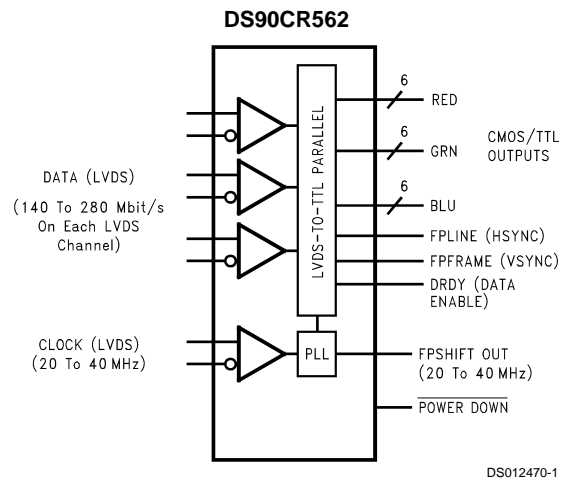 DS90CR562
6
RED
6
GRN
CMOS/TTL
OUTPUTS
6
BLU
LVDS-TO-TTL PARALLEL
DATA (LVDS)
(140 To 280 Mbit/s
On Each LVDS
Channel)
FPLINE (HSYNC)
FPFRAME (VSYNC)
DRDY (DATA
ENABLE)
CLOCK (LVDS)
(20 To 40 MHz)
PLL
FPSHIFT OUT
(20 To 40 MHz)
POWER DOWN
DS012470-1